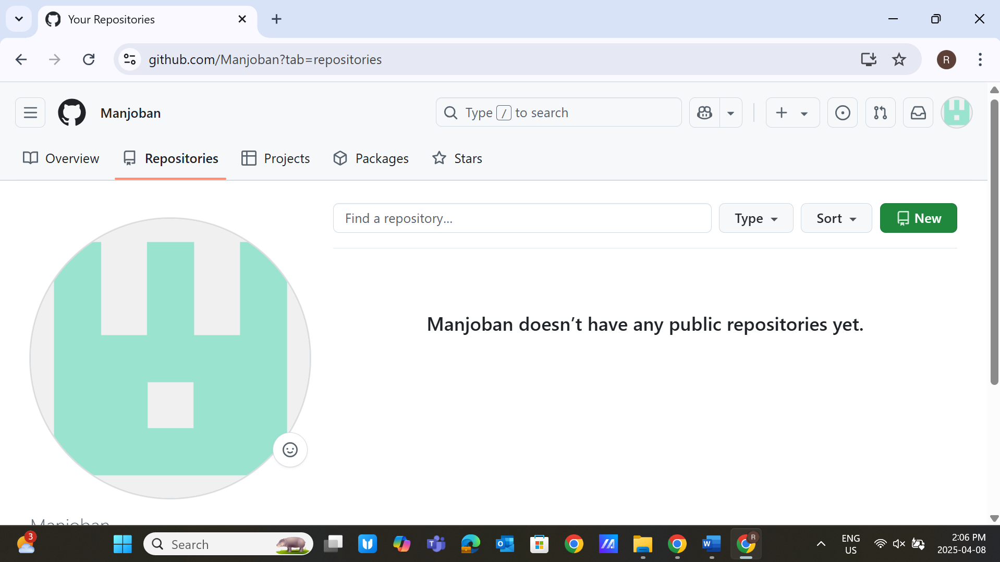 Your Repositories
github.com/Manjoban?tab=repositories
R
Manjoban
Type / to search
Overview
Repositories
Projects
Packages
Stars
Find a repository...
Type
Sort
New
Manjoban doesn’t have any public repositories yet.
Manjoban
3
Search
R
ENG
US
2:06 PM
2025-04-08